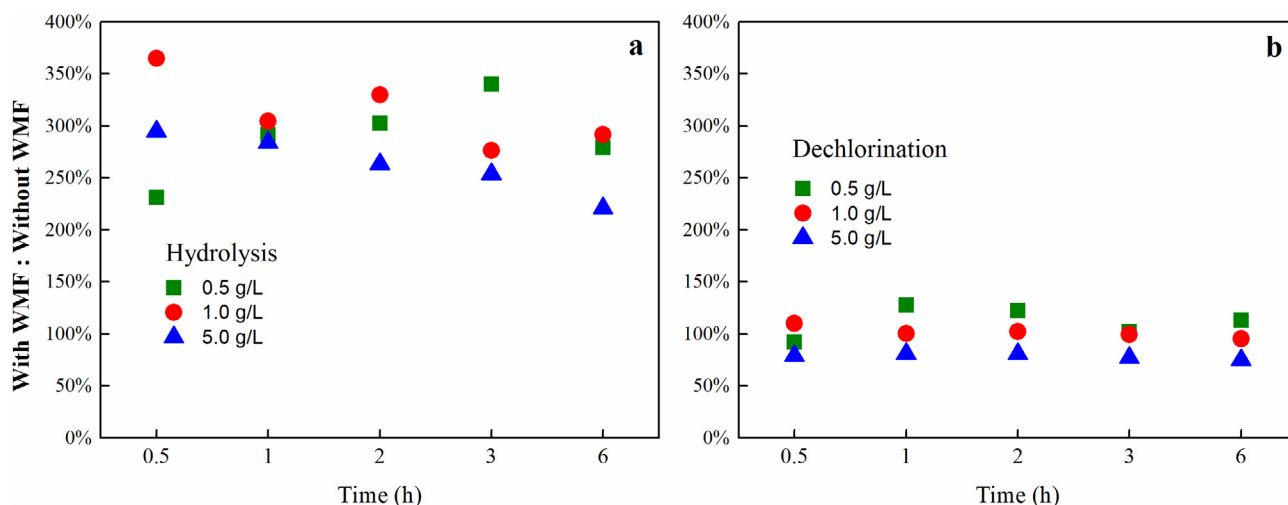 With WMF : Without WMF
400%
350%
300%
250%
200%
150%
100%
50%
0%
a
Hydrolysis
0.5 g/L
1.0 g/L
5.0 g/L
0.5 1 2 3 6
Time (h)
400%
350%
300%
250%
200%
150%
100%
50%
0%
b
Dechlorination
0.5 g/L
1.0 g/L
5.0 g/L
0.5 1 2 3 6
Time (h)